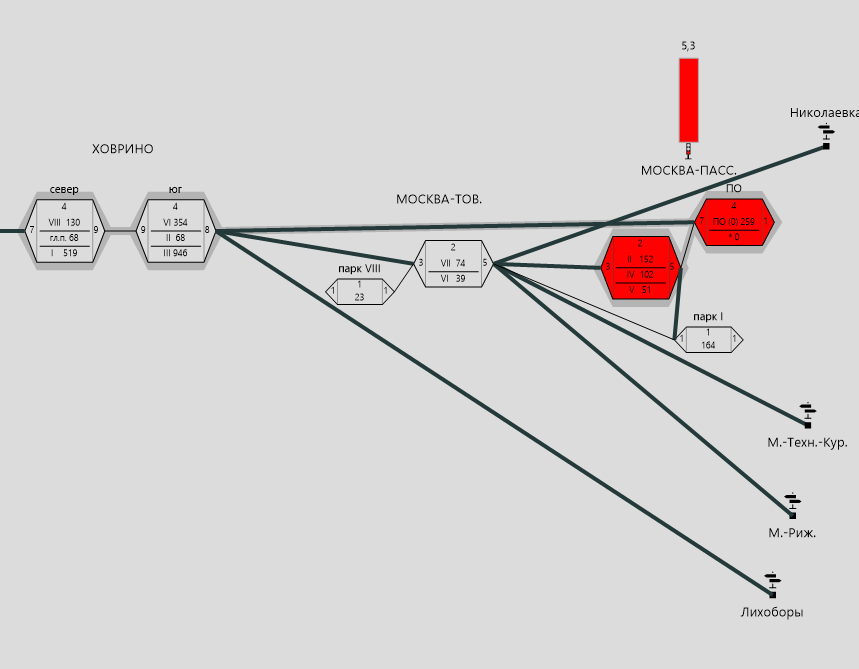 5,3
Николаевка
ХОВРИНО
МОСКВА-ПАСС.
север
юг
ПО
МОСКВА-ТОВ.
4
VIII 130
7 гл.п. 68 9
I 519
4
VI 354
9 II 68 8
III 946
4
7 ПО (0) 259 1
* 0
2
3 VII 74 5
VI 39
2
II 152
3 IV 102 5
V 51
парк VIII
1
1 1
23
парк I
1
1 1
164
М.-Техн.-Кур.
М.-Риж.
Лихоборы